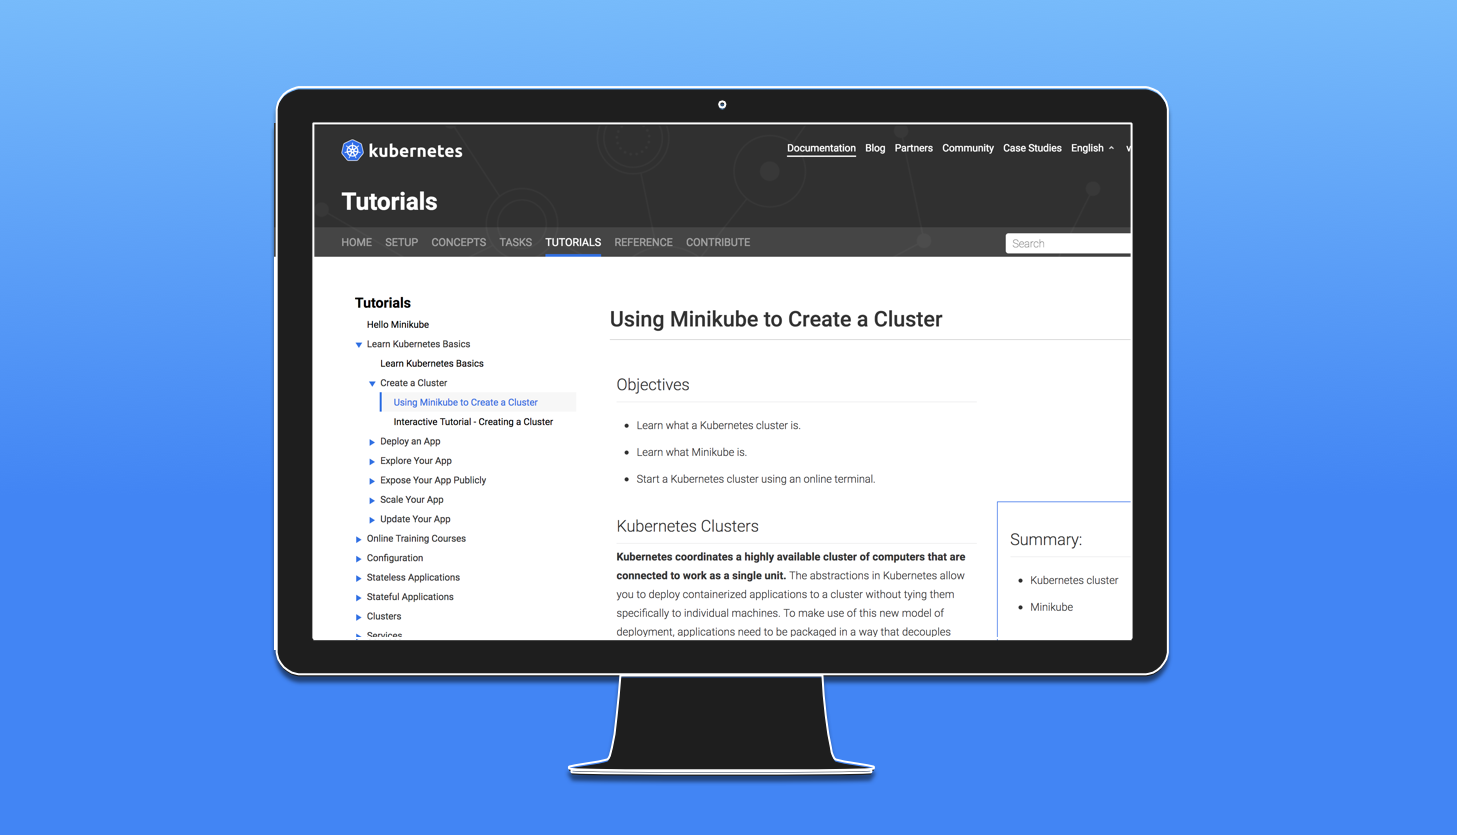 kubernetes
Documentation Blog Partners Community Case Studies English
Tutorials
HOME SETUP CONCEPTS TASKS TUTORIALS REFERENCE CONTRIBUTE
Search
Tutorials
Hello Minikube
Learn Kubernetes Basics
Learn Kubernetes Basics
Create a Cluster
Using Minikube to Create a Cluster
Interactive Tutorial - Creating a Cluster
Deploy an App
Explore Your App
Expose Your App Publicly
Scale Your App
Update Your App
Online Training Courses
Configuration
Stateless Applications
Stateful Applications
Clusters
Services
Using Minikube to Create a Cluster
Objectives
Learn what a Kubernetes cluster is.
Learn what Minikube is.
Start a Kubernetes cluster using an online terminal.
Kubernetes Clusters
Kubernetes coordinates a highly available cluster of computers that are
connected to work as a single unit. The abstractions in Kubernetes allow
you to deploy containerized applications to a cluster without tying them
specifically to individual machines. To make use of this new model of
deployment, applications need to be packaged in a way that decouples
Summary:
Kubernetes cluster
Minikube